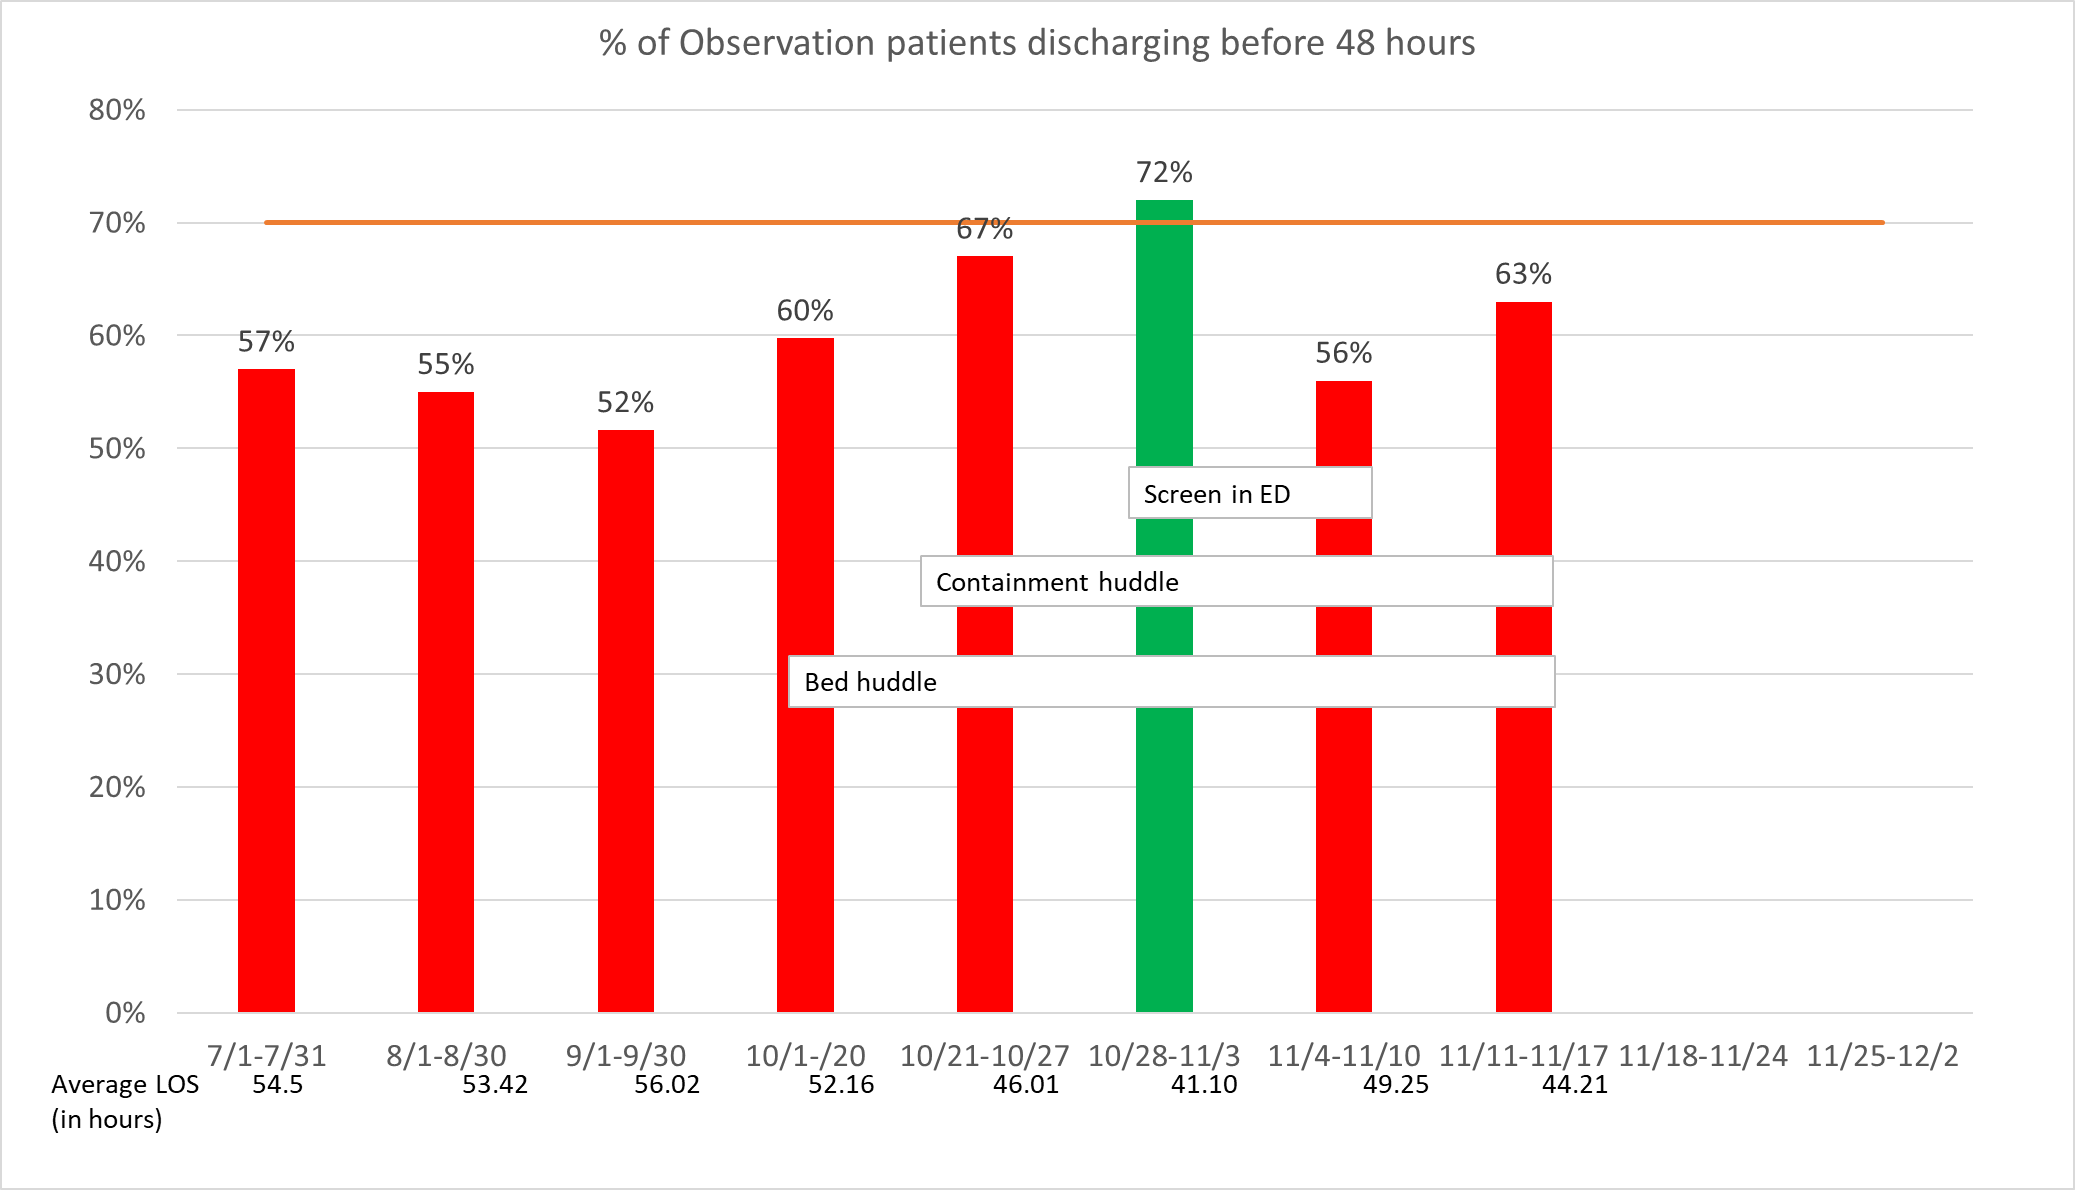 % of Observation patients discharging before 48 hours
80%
70%
60%
50%
40%
30%
20%
10%
0%
57%
55%
52%
60%
67%
72%
56%
63%
Screen in ED
Containment huddle
Bed huddle
7/1-7/31 8/1-8/30 9/1-9/30 10/1-/20 10/21-10/27 10/28-11/3 11/4-11/10 11/11-11/17 11/18-11/24 11/25-12/2
Average LOS 54.5 53.42 56.02 52.16 46.01 41.10 49.25 44.21
(in hours)